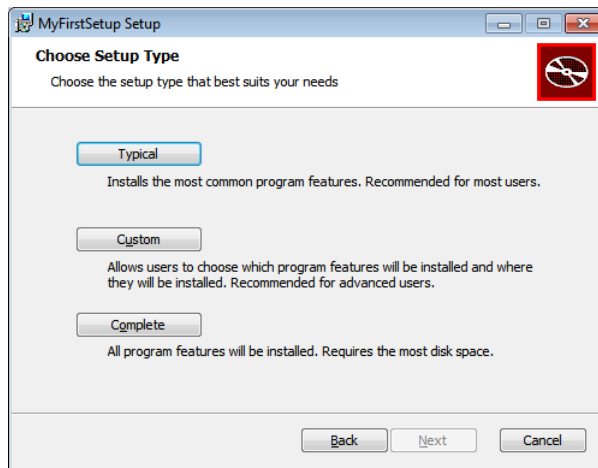 MyFirstSetup Setup
Choose Setup Type
Choose the setup type that best suits your needs
Typical
Installs the most common program features. Recommended for most users.
Custom
Allows users to choose which program features will be installed and where
they will be installed. Recommended for advanced users.
Complete
All program features will be installed. Requires the most disk space.
Back Next Cancel